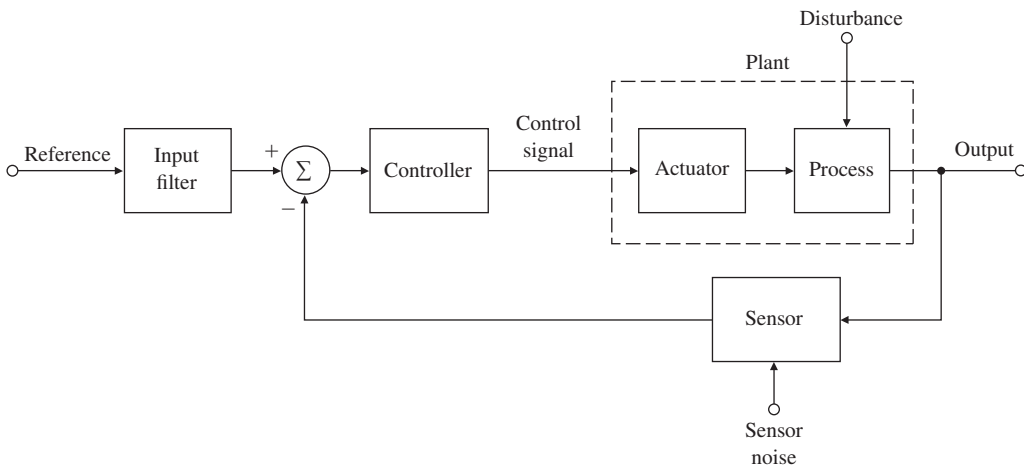 Disturbance
Plant
Reference
Input
filter
+
Σ
−
Controller
Control
signal
Actuator
Process
Output
Sensor
Sensor
noise